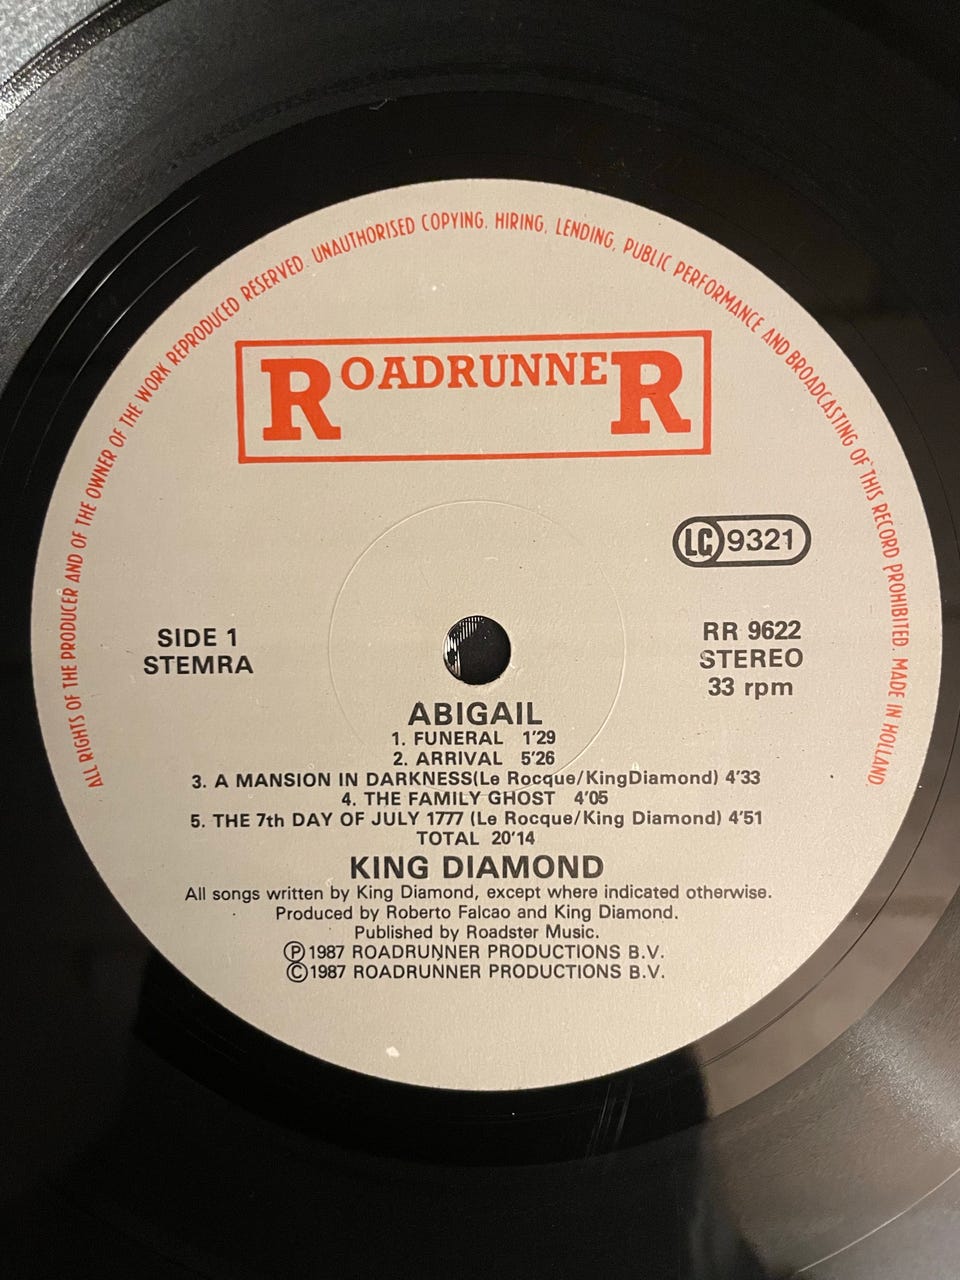 ALL RIGHTS OF THE PRODUCER AND OF THE OWNER OF THE WORK REPRODUCED RESERVED. UNAUTHORISED COPYING, HIRING, LENDING, PUBLIC PERFORMANCE AND BROADCASTING OF THIS RECORD PROHIBITED. MADE IN HOLLAND.
ROADRUNNER
LC 9321
SIDE 1
STEMRA
RR 9622
STEREO
33 rpm
ABIGAIL
1. FUNERAL 1'29
2. ARRIVAL 5'26
3. A MANSION IN DARKNESS(Le Rocque/KingDiamond) 4'33
4. THE FAMILY GHOST 4'05
5. THE 7th DAY OF JULY 1777 (Le Rocque/King Diamond) 4'51
TOTAL 20'14
KING DIAMOND
All songs written by King Diamond, except where indicated otherwise.
Produced by Roberto Falcao and King Diamond.
Published by Roadster Music.
Ⓟ1987 ROADRUNNER PRODUCTIONS B.V.
©1987 ROADRUNNER PRODUCTIONS B.V.